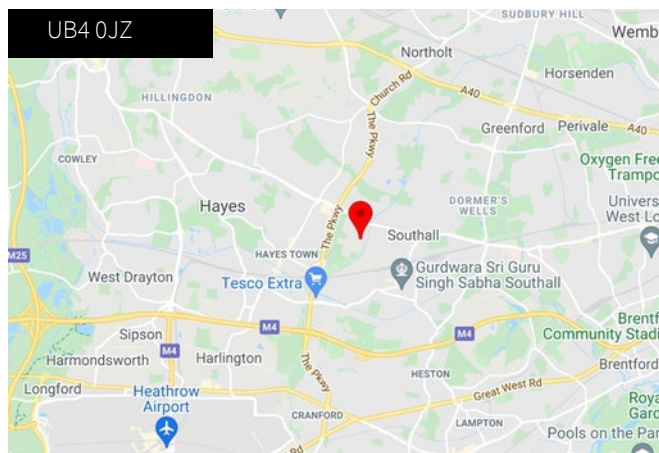 UB4 0JZ
SUDBURY HILL
Wemb
Northolt
Horsenden
A40
Church Rd
HILLINGDON
The Pkwy
Greenford
Perivale
A40
COWLEY
Oxygen Free
Trampo
DORMER'S
WELLS
Univers
West Lo
Hayes
The Pkwy
Southall
M25
HAYES TOWN
Gurdwara Sri Guru
Singh Sabha Southall
West Drayton
Tesco Extra
M4
M4
Brentf
Community Stadi
Sipson
M4
Harmondsworth
Harlington
The Pkwy
HESTON
Brentford
Longford
Great West Rd
Heathrow
Airport
CRANFORD
LAMPTON
Roya
Gard
Pools on the Par